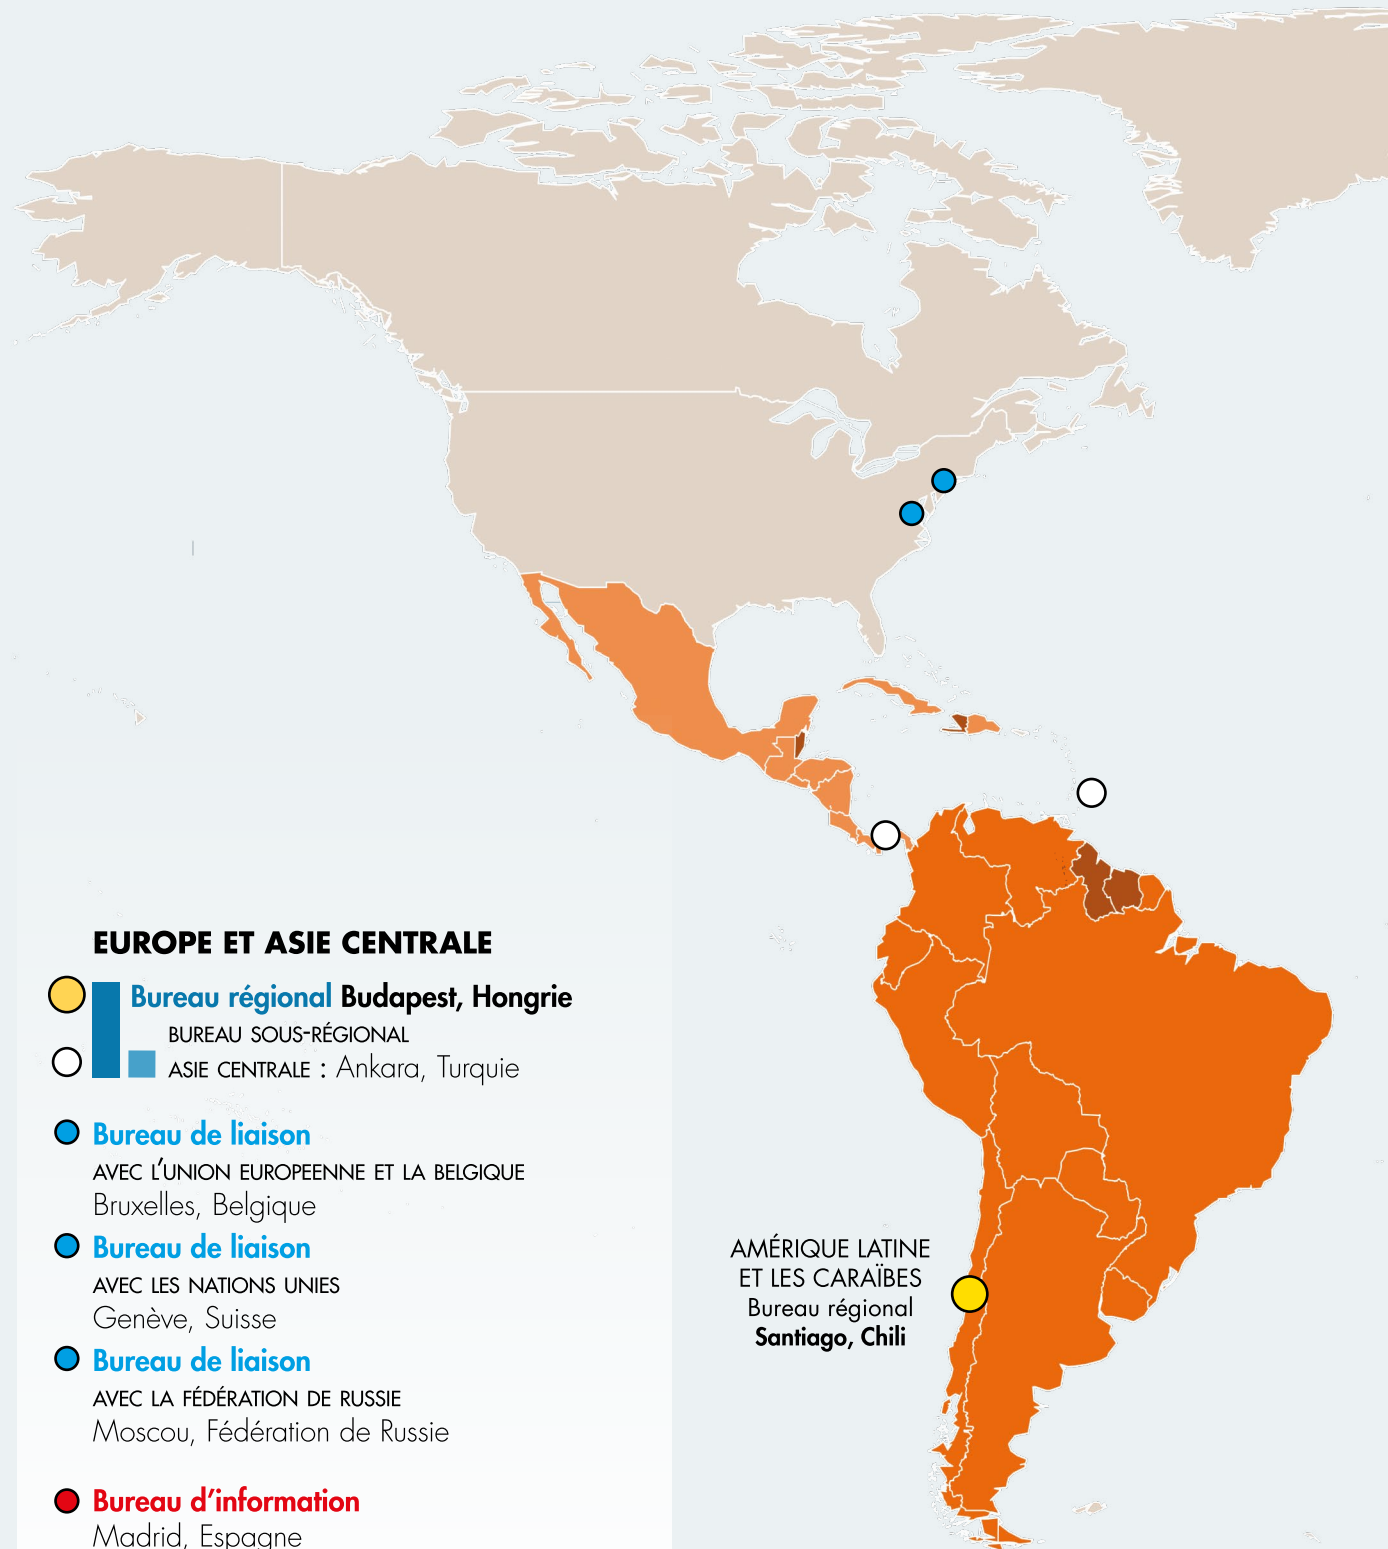 EUROPE ET ASIE CENTRALE
Bureau régional Budapest, Hongrie
BUREAU SOUS-RÉGIONAL
ASIE CENTRALE : Ankara, Turquie
Bureau de liaison
AVEC L'UNION EUROPEENNE ET LA BELGIQUE
Bruxelles, Belgique
Bureau de liaison
AVEC LES NATIONS UNIES
Genève, Suisse
Bureau de liaison
AVEC LA FÉDÉRATION DE RUSSIE
Moscou, Fédération de Russie
Bureau d'information
Madrid, Espagne
AMÉRIQUE LATINE
ET LES CARAÏBES
Bureau régional
Santiago, Chili